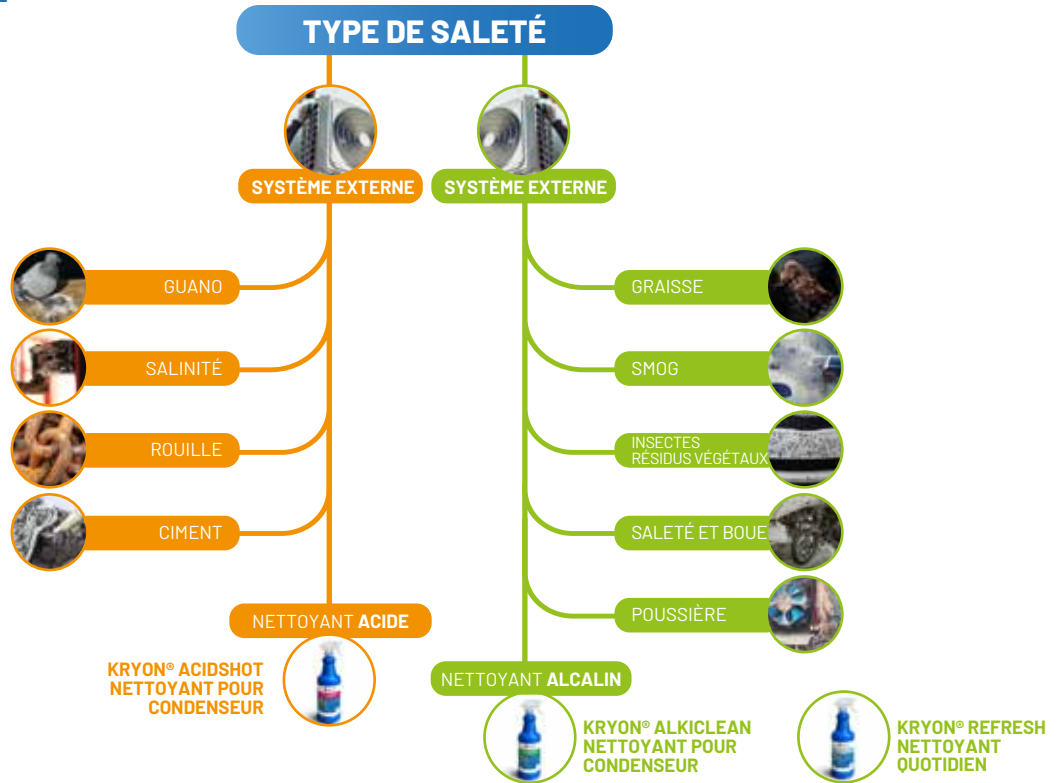 TYPE DE SALETÉ
SYSTÈME EXTERNE
GUANO
SALINITÉ
ROUILLE
CIMENT
NETTOYANT ACIDE
KRYON® ACIDSHOT
NETTOYANT POUR
CONDENSEUR
SYSTÈME EXTERNE
GRAISSE
SMOG
INSECTES
RÉSIDUS VÉGÉTAUX
SALETÉ ET BOUE
POUSSIÈRE
NETTOYANT ALCALIN
KRYON® ALKICLEAN
NETTOYANT POUR
CONDENSEUR
KRYON® REFRESH
NETTOYANT
QUOTIDIEN